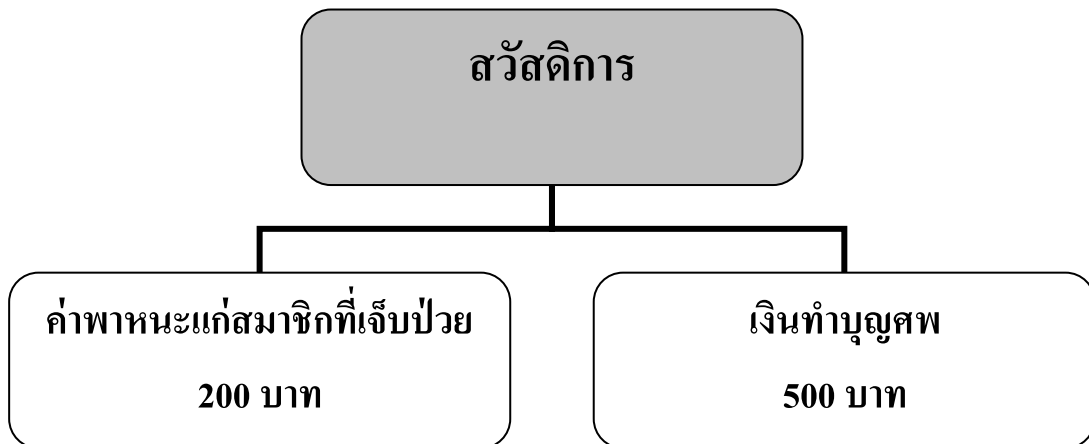 สวัสดิการ
ค่าพาหนะแก่สมาชิกที่เจ็บป่วย
200 บาท
เงินทำบุญศพ
500 บาท